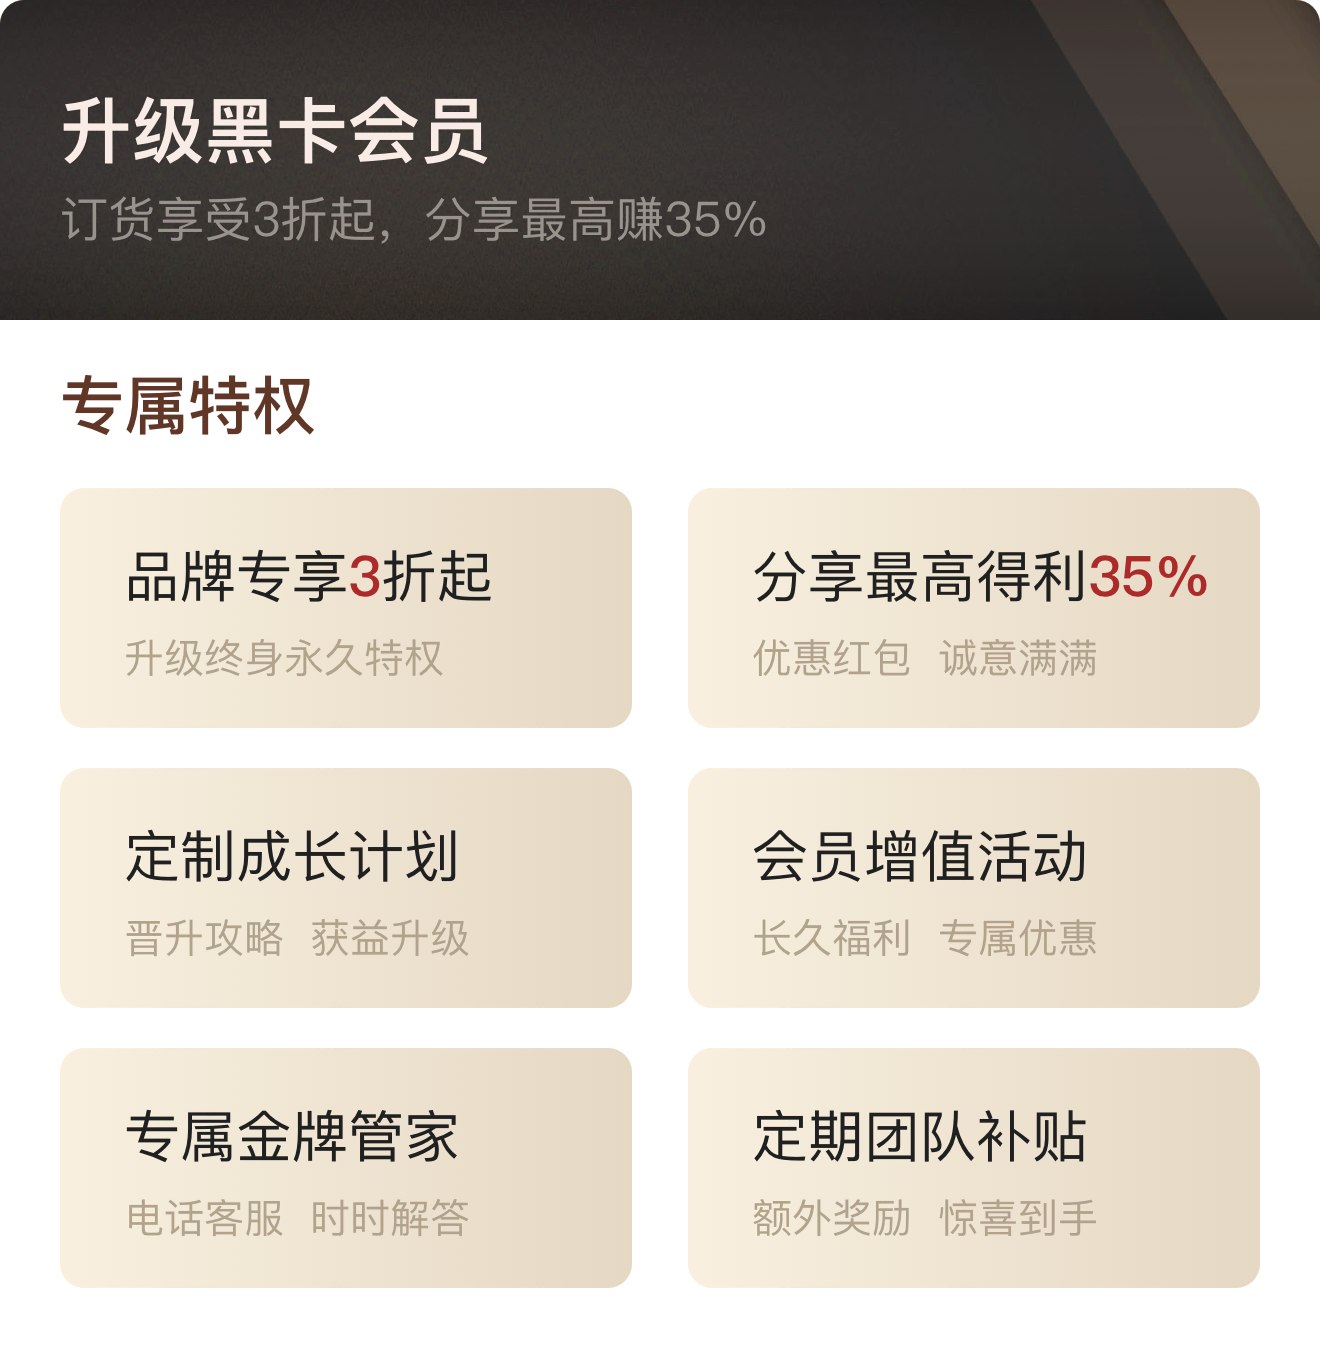 升级黑卡会员
订货享受3折起，分享最高赚35%
专属特权
品牌专享3折起
升级终身永久特权
分享最高得利35%
优惠红包 诚意满满
定制成长计划
晋升攻略 获益升级
会员增值活动
长久福利 专属优惠
专属金牌管家
电话客服 时时解答
定期团队补贴
额外奖励 惊喜到手